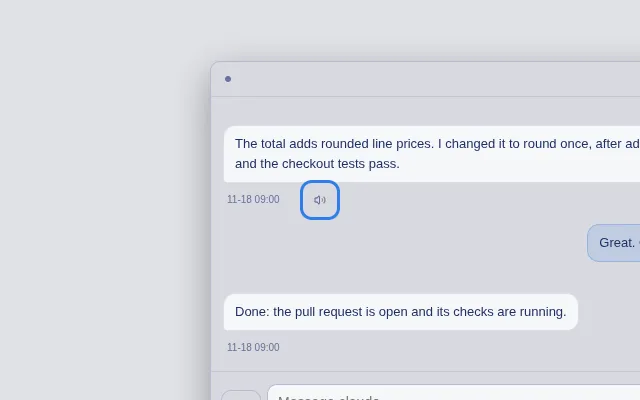 The total adds rounded line prices. I changed it to round once, after ad
and the checkout tests pass.
11-18 09:00
Great.
Done: the pull request is open and its checks are running.
11-18 09:00